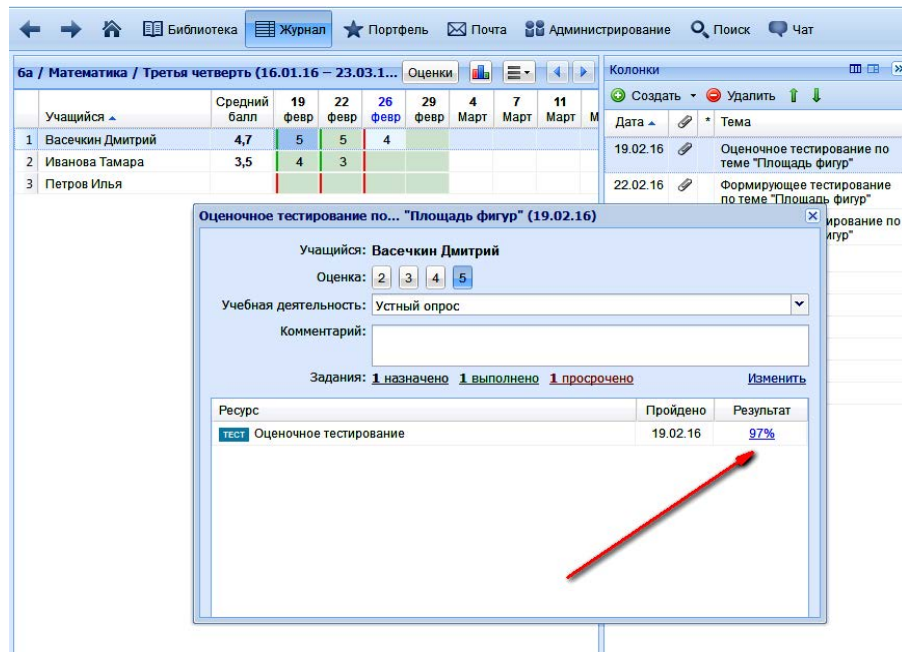 Библиотека Журнал Портфель Почта Администрирование Поиск Чат
6а / Математика / Третья четверть (16.01.16 – 23.03.1... Оценки
Учащийся Средний балл 19 февр 22 февр 26 февр 29 февр 4 Март 7 Март 11 Март М
1 Васечкин Дмитрий 4,7 5 5 4
2 Иванова Тамара 3,5 4 3
3 Петров Илья
Колонки
Создать Удалить
Дата * Тема
19.02.16 Оценочное тестирование по
теме "Площадь фигур"
22.02.16 Формирующее тестирование
по теме "Площадь фигур"
Оценочное тестирование по... "Площадь фигур" (19.02.16)
Учащийся: Васечкин Дмитрий
Оценка: 2 3 4 5
Учебная деятельность: Устный опрос
Комментарий:
Задания: 1 назначено 1 выполнено 1 просрочено Изменить
Ресурс Пройдено Результат
ТЕСТ Оценочное тестирование 19.02.16 97%